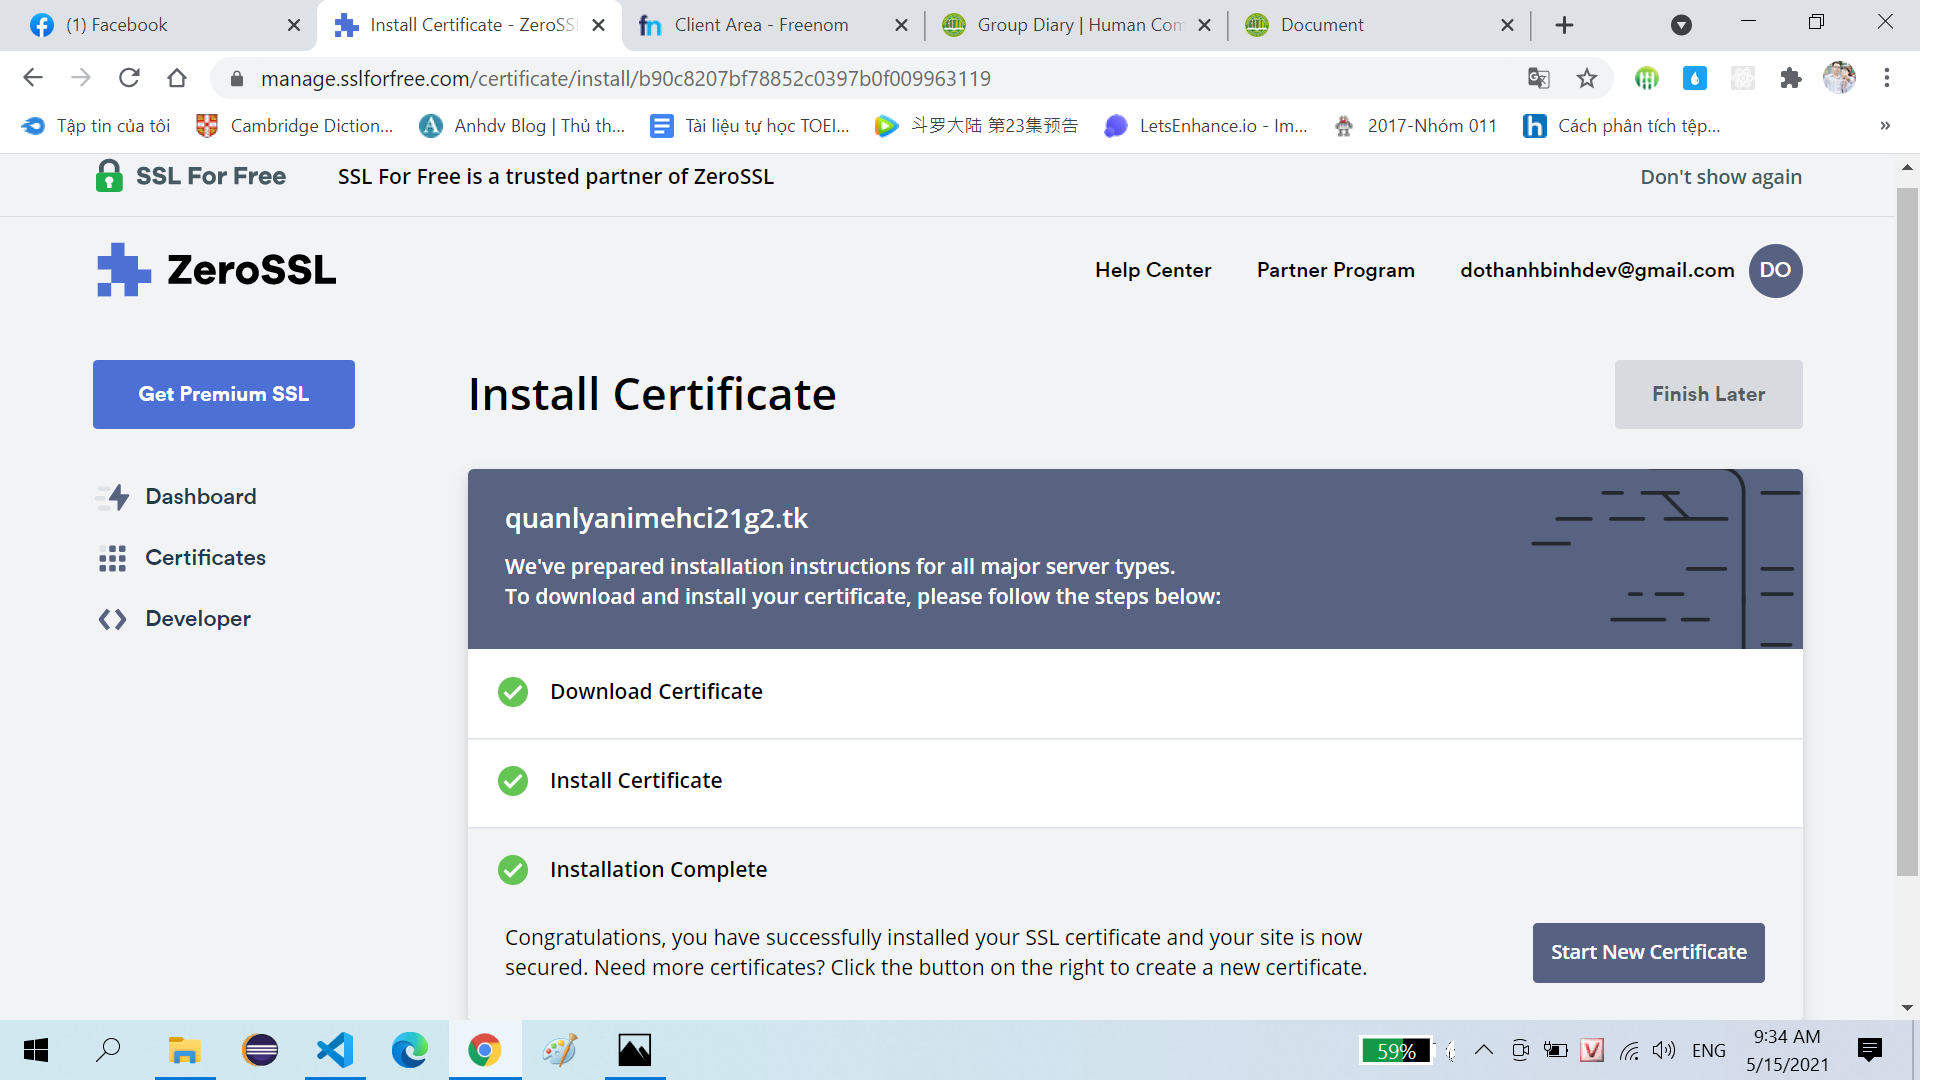 (1) Facebook
Install Certificate - ZeroSSL
Client Area - Freenom
Group Diary | Human Com
Document
manage.sslforfree.com/certificate/install/b90c8207bf78852c0397b0f009963119
Tập tin của tôi
Cambridge Diction...
Anhdv Blog | Thủ th...
Tài liệu tự học TOEI...
斗罗大陆 第23集预告
LetsEnhance.io - Im...
2017-Nhóm 011
Cách phân tích tệp...
»
SSL For Free
SSL For Free is a trusted partner of ZeroSSL
Don't show again
ZeroSSL
Help Center
Partner Program
dothanhbinhdev@gmail.com
DO
Get Premium SSL
Install Certificate
Finish Later
Dashboard
Certificates
Developer
quanlyanimehci21g2.tk
We've prepared installation instructions for all major server types.
To download and install your certificate, please follow the steps below:
Download Certificate
Install Certificate
Installation Complete
Congratulations, you have successfully installed your SSL certificate and your site is now
secured. Need more certificates? Click the button on the right to create a new certificate.
Start New Certificate
59%
V
ENG
9:34 AM
5/15/2021